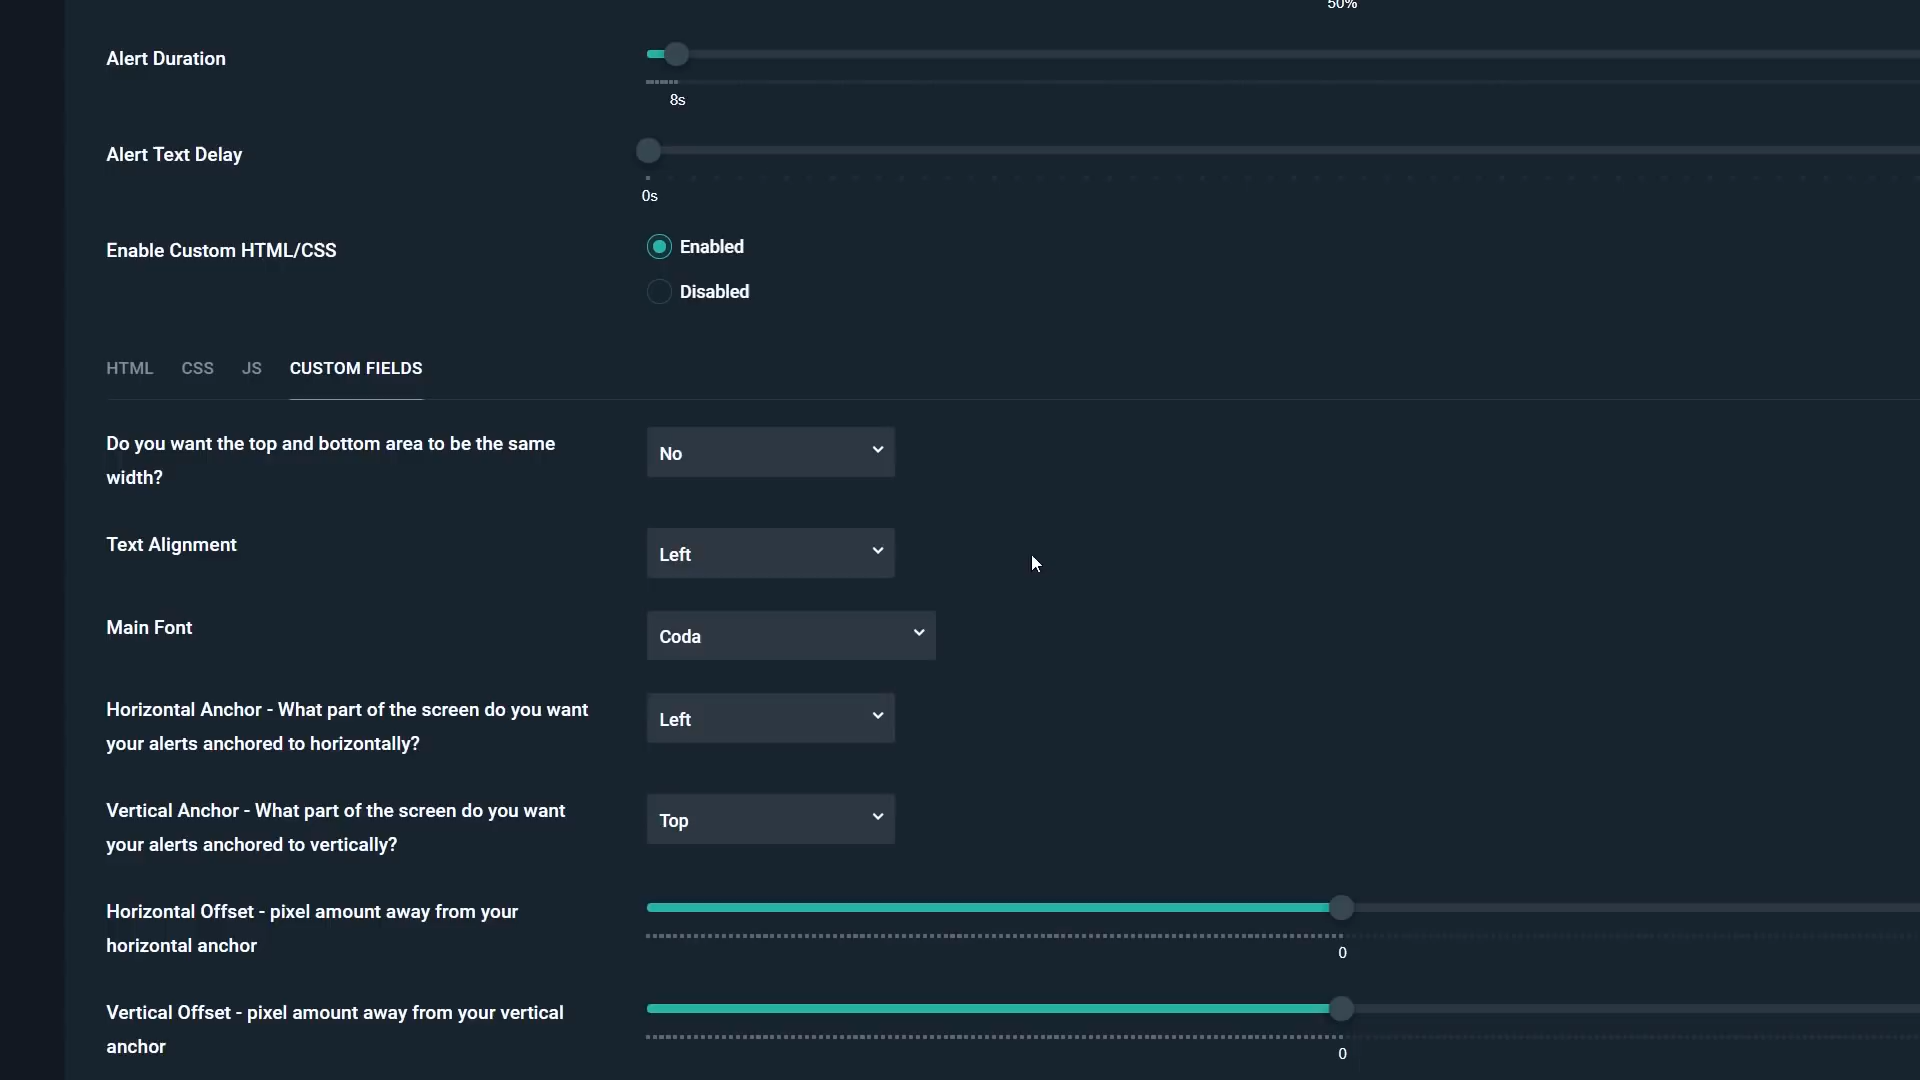 50%
Alert Duration
8s
Alert Text Delay
0s
Enable Custom HTML/CSS
Enabled
Disabled
HTML CSS JS CUSTOM FIELDS
Do you want the top and bottom area to be the same
width?
No
Text Alignment
Left
Main Font
Coda
Horizontal Anchor - What part of the screen do you want
your alerts anchored to horizontally?
Left
Vertical Anchor - What part of the screen do you want
your alerts anchored to vertically?
Top
Horizontal Offset - pixel amount away from your
horizontal anchor
0
Vertical Offset - pixel amount away from your vertical
anchor
0